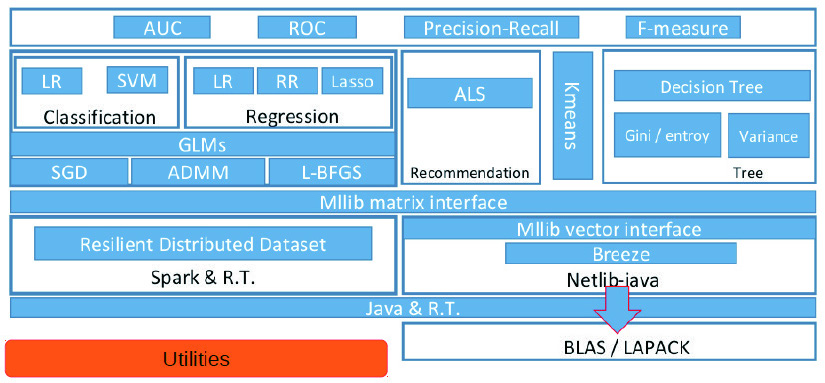 AUC ROC Precision-Recall F-measure
LR SVM
Classification
LR RR Lasso
Regression
GLMs
SGD ADMM L-BFGS
ALS
Recommendation
Kmeans
Decision Tree
Gini / entroy Variance
Tree
Mllib matrix interface
Resilient Distributed Dataset
Spark & R.T.
Mllib vector interface
Breeze
Netlib-java
Java & R.T.
BLAS / LAPACK
Utilities